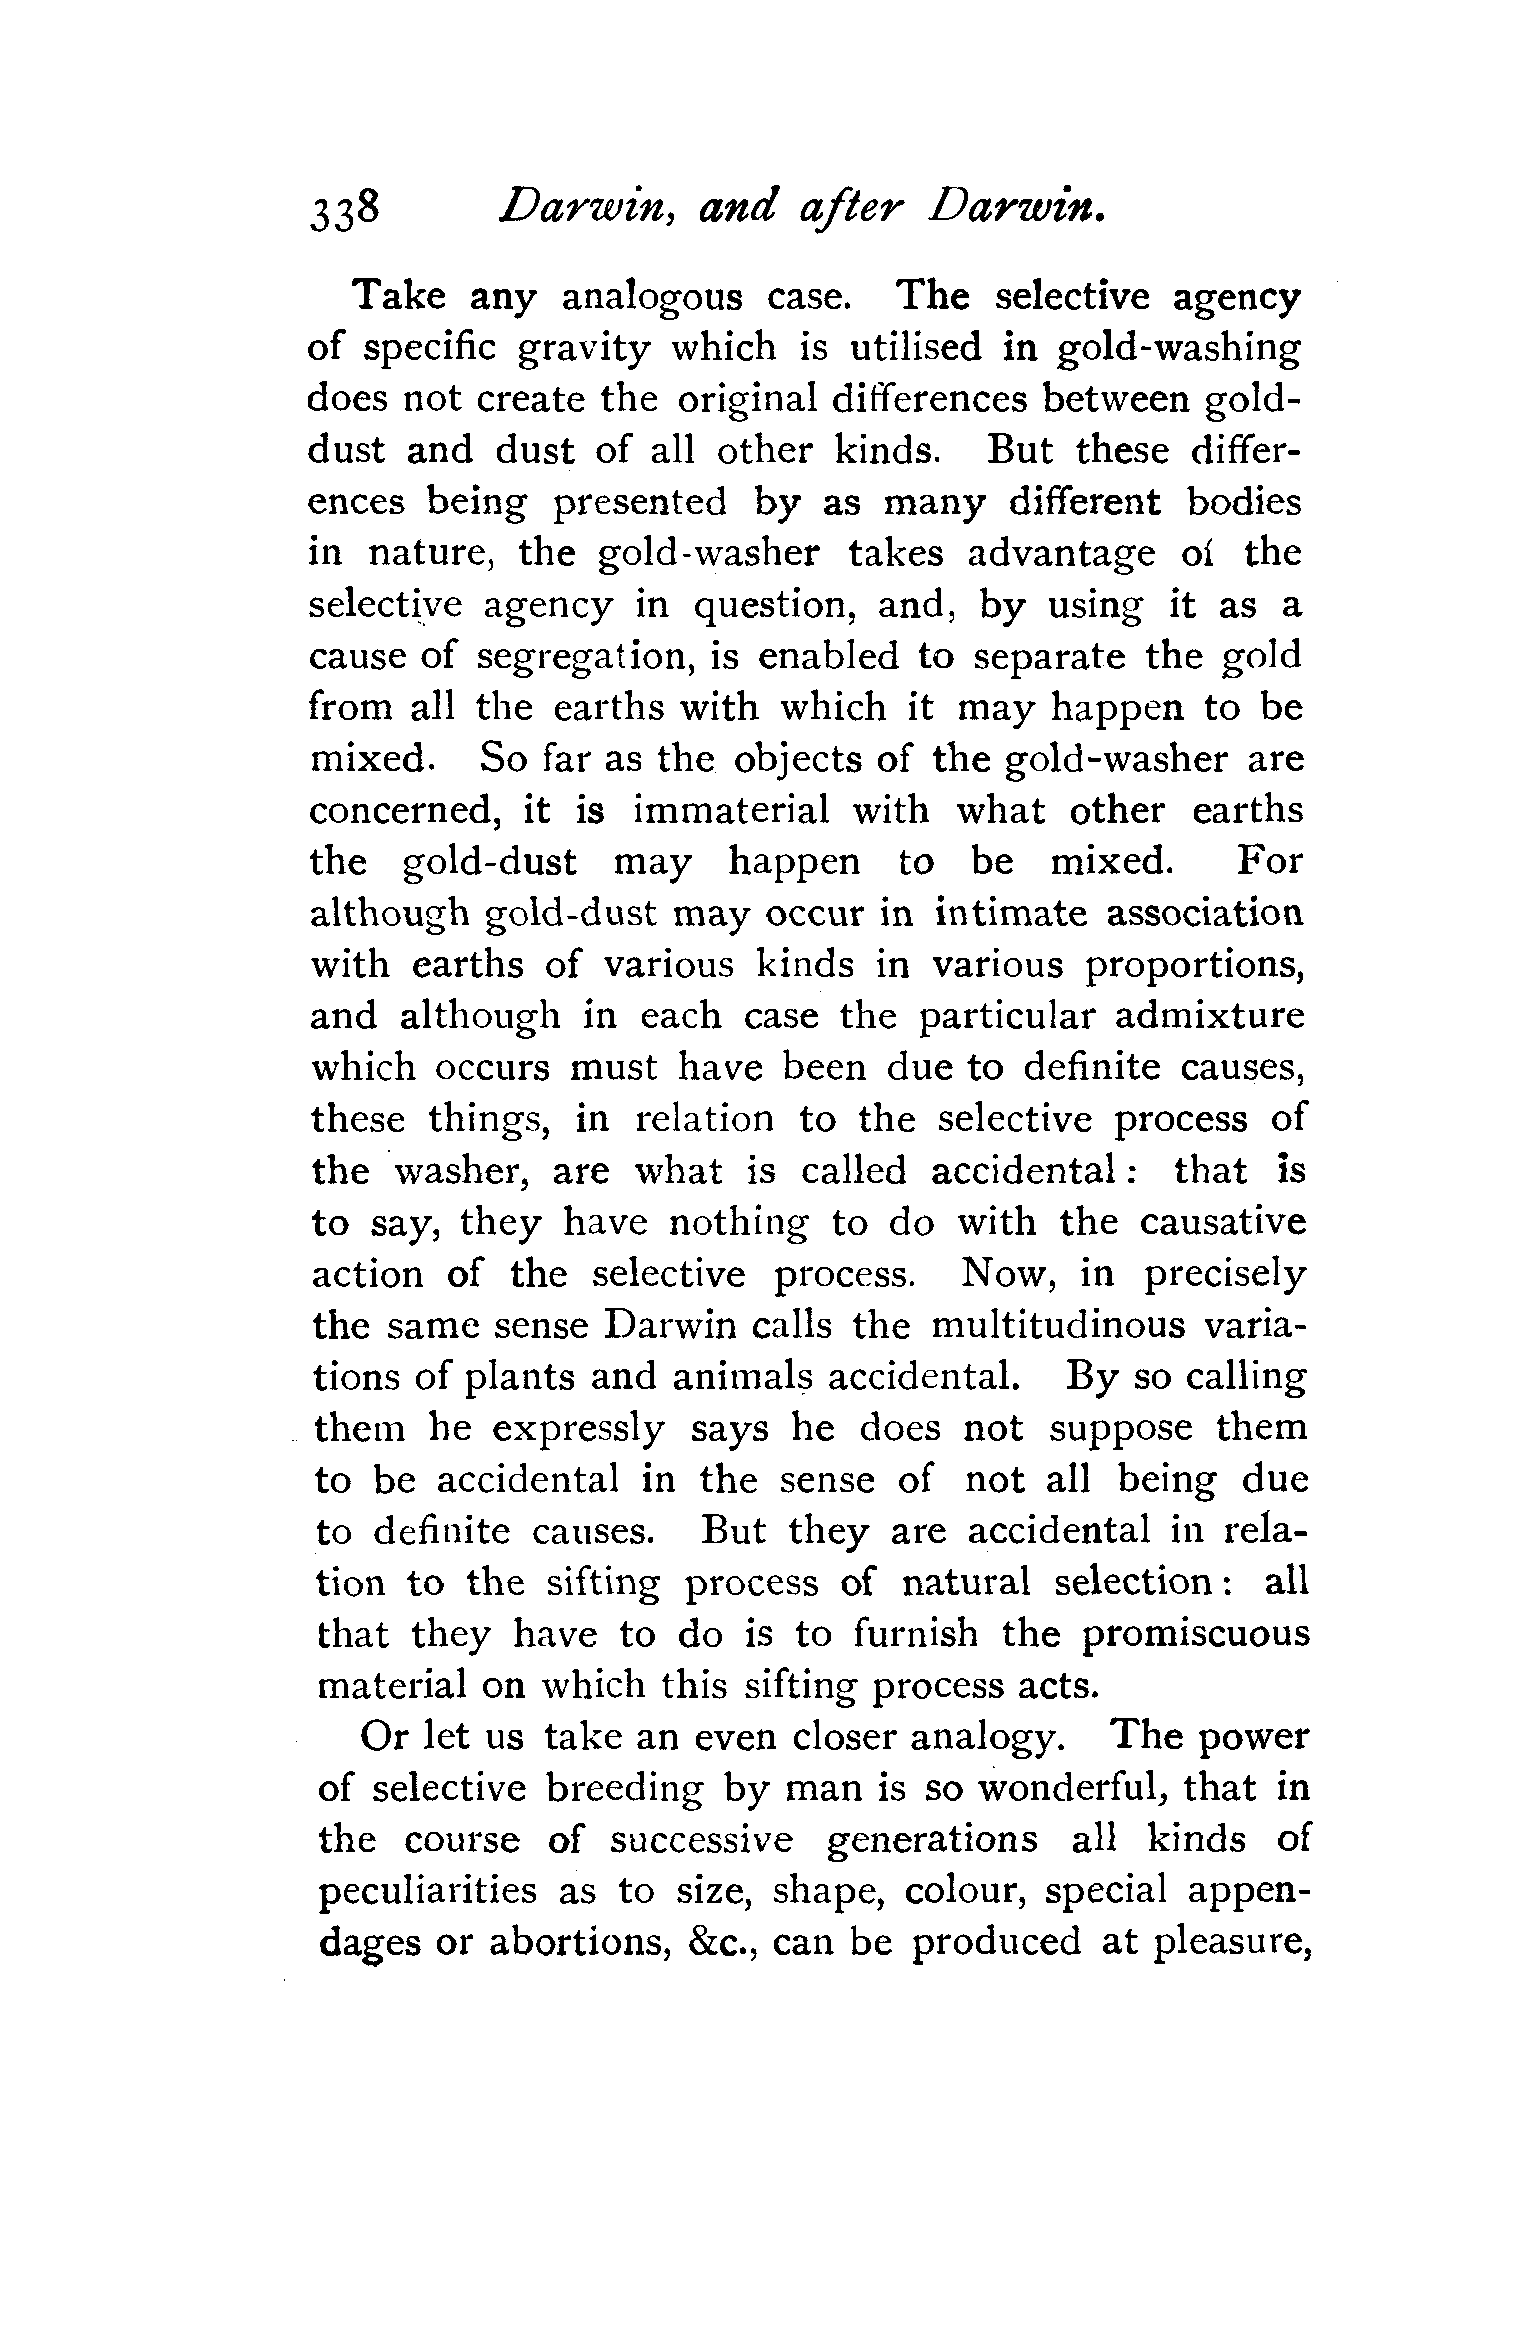 338 Darwin, and after Darwin.
Take any analogous case. The selective agency
of specific gravity which is utilised in gold-washing
does not create the original differences between gold-
dust and dust of all other kinds. But these differ-
ences being presented by as many different bodies
in nature, the gold-washer takes advantage of the
selective agency in question, and, by using it as a
cause of segregation, is enabled to separate the gold
from all the earths with which it may happen to be
mixed. So far as the objects of the gold-washer are
concerned, it is immaterial with what other earths
the gold-dust may happen to be mixed. For
although gold-dust may occur in intimate association
with earths of various kinds in various proportions,
and although in each case the particular admixture
which occurs must have been due to definite causes,
these things, in relation to the selective process of
the washer, are what is called accidental: that is
to say, they have nothing to do with the causative
action of the selective process. Now, in precisely
the same sense Darwin calls the multitudinous varia-
tions of plants and animals accidental. By so calling
them he expressly says he does not suppose them
to be accidental in the sense of not all being due
to definite causes. But they are accidental in rela-
tion to the sifting process of natural selection: all
that they have to do is to furnish the promiscuous
material on which this sifting process acts.
Or let us take an even closer analogy. The power
of selective breeding by man is so wonderful, that in
the course of successive generations all kinds of
peculiarities as to size, shape, colour, special appen-
dages or abortions, &c., can be produced at pleasure,